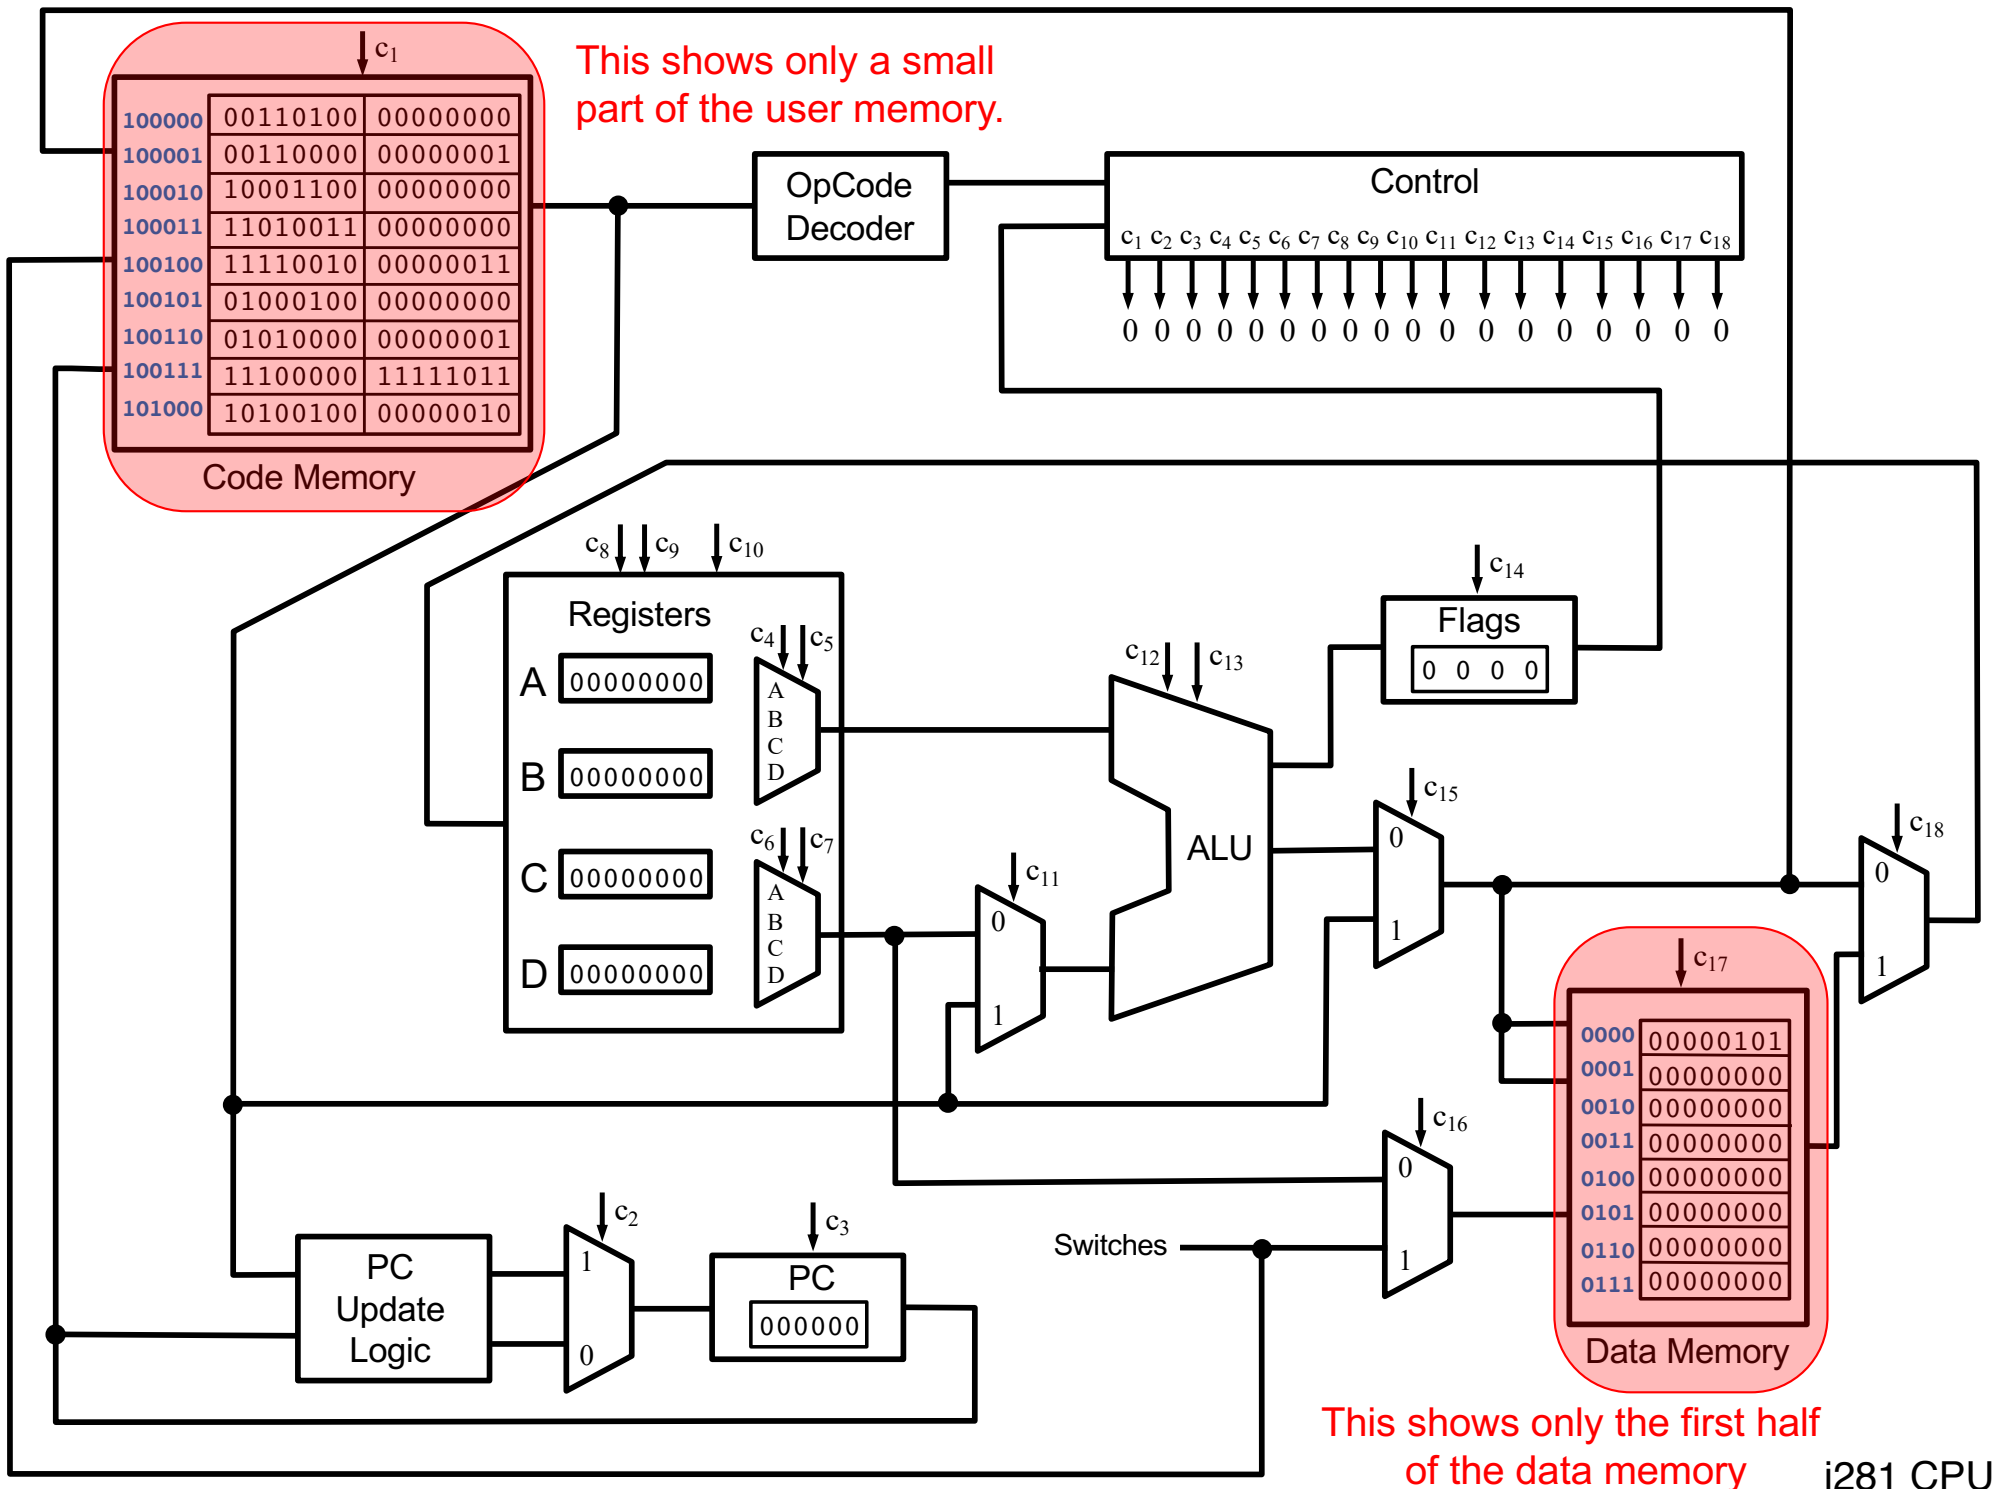 c1
This shows only a small
part of the user memory.
100000 00110100 00000000
100001 00110000 00000001
100010 10001100 00000000
100011 11010011 00000000
100100 11110010 00000011
100101 01000100 00000000
100110 01010000 00000001
100111 11100000 11111011
101000 10100100 00000010
Code Memory
OpCode
Decoder
Control
c1 c2 c3 c4 c5 c6 c7 c8 c9 c10 c11 c12 c13 c14 c15 c16 c17 c18
0 0 0 0 0 0 0 0 0 0 0 0 0 0 0 0 0 0
c8 c9 c10
Registers
A 00000000
B 00000000
C 00000000
D 00000000
c4 c5
A
B
C
D
c6 c7
A
B
C
D
c11
0
1
c12 c13
ALU
c14
Flags
0 0 0 0
c15
0
1
c18
0
1
c17
0000 00000101
0001 00000000
0010 00000000
0011 00000000
0100 00000000
0101 00000000
0110 00000000
0111 00000000
Data Memory
c16
0
1
Switches
PC
Update
Logic
c2
1
0
c3
PC
000000
This shows only the first half
of the data memory
i281 CPU